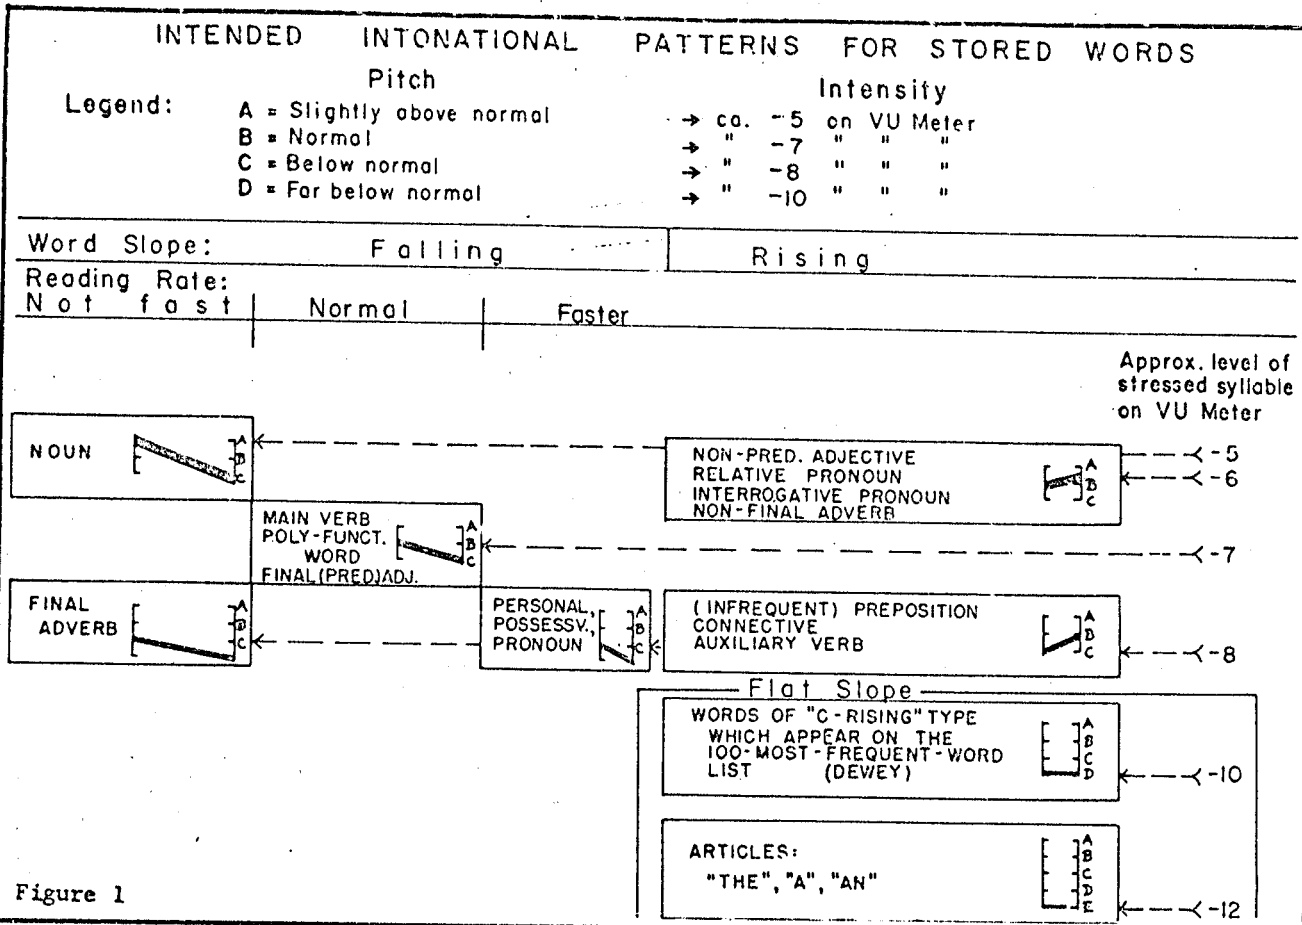 INTENDED INTONATIONAL PATTERNS FOR STORED WORDS
Pitch
Intensity
Legend:
A = Slightly above normal → ca. -5 on VU Meter
B = Normal → " -7 " " "
C = Below normal → " -8 " " "
D = Far below normal → " -10 " " "
Word Slope: Falling Rising
Reading Rate:
Not fast Normal Faster
Approx. level of
stressed syllable
on VU Meter
NOUN
A
B
C
NON-PRED. ADJECTIVE
RELATIVE PRONOUN
INTERROGATIVE PRONOUN
NON-FINAL ADVERB
A
B
C
-5
-6
MAIN VERB
POLY-FUNCT.
WORD
FINAL(PRED)ADJ.
A
B
C
-7
FINAL
ADVERB
A
B
C
PERSONAL,
POSSESSV.,
PRONOUN
A
B
C
(INFREQUENT) PREPOSITION
CONNECTIVE
AUXILIARY VERB
A
B
C
-8
Flat Slope
WORDS OF "C-RISING" TYPE
WHICH APPEAR ON THE
100-MOST-FREQUENT-WORD
LIST (DEWEY)
A
B
C
D
-10
ARTICLES:
"THE", "A", "AN"
A
B
C
D
E
-12
Figure 1